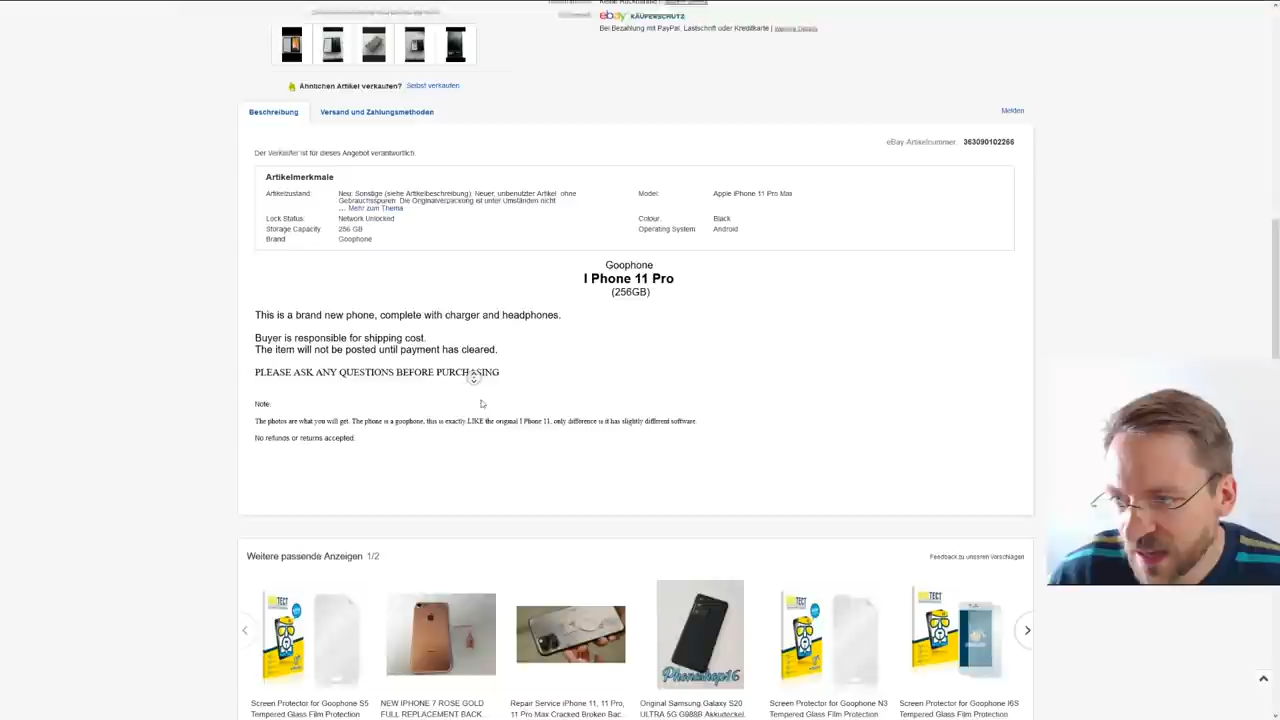 ebay KÄUFERSCHUTZ
Bei Bezahlung mit PayPal, Lastschrift oder Kreditkarte | Weitere Details
Ähnlichen Artikel verkaufen? Selbst verkaufen
Beschreibung
Versand und Zahlungsmethoden
Melden
eBay-Artikelnummer: 363090102266
Der Verkäufer ist für dieses Angebot verantwortlich.
Artikelmerkmale
Artikelzustand: Neu: Sonstige (siehe Artikelbeschreibung): Neuer, unbenutzter Artikel, ohne
Gebrauchsspuren. Die Originalverpackung ist unter Umständen nicht
... Mehr zum Thema
Model: Apple iPhone 11 Pro Max
Lock Status: Network Unlocked
Colour: Black
Storage Capacity: 256 GB
Operating System: Android
Brand: Goophone
Goophone
I Phone 11 Pro
(256GB)
This is a brand new phone, complete with charger and headphones.
Buyer is responsible for shipping cost.
The item will not be posted until payment has cleared.
PLEASE ASK ANY QUESTIONS BEFORE PURCHASING
Note:
The photos are what you will get. The phone is a goophone, this is exactly LIKE the original I Phone 11, only difference is it has slightly different software.
No refunds or returns accepted.
Weitere passende Anzeigen 1/2
Feedback zu unseren Vorschlägen
Phoneshop16
Screen Protector for Goophone S5
Tempered Glass Film Protection
NEW IPHONE 7 ROSE GOLD
FULL REPLACEMENT BACK...
Repair Service iPhone 11, 11 Pro,
11 Pro Max Cracked Broken Bac...
Original Samsung Galaxy S20
ULTRA 5G G988B Akkudeckel
Screen Protector for Goophone N3
Tempered Glass Film Protection
Screen Protector for Goophone I6S
Tempered Glass Film Protection